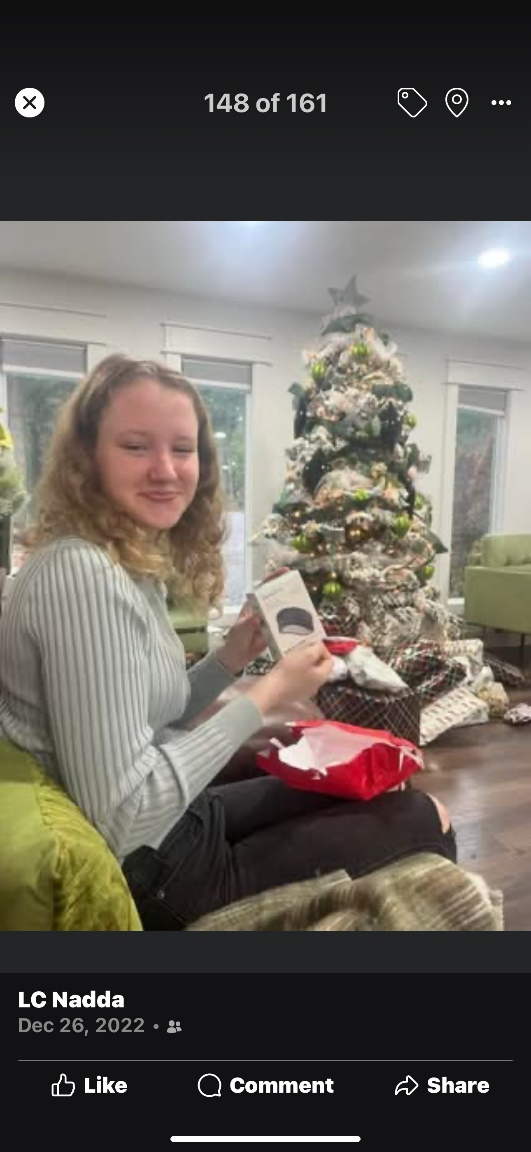 148 of 161
LC Nadda
Dec 26, 2022
Like Comment Share